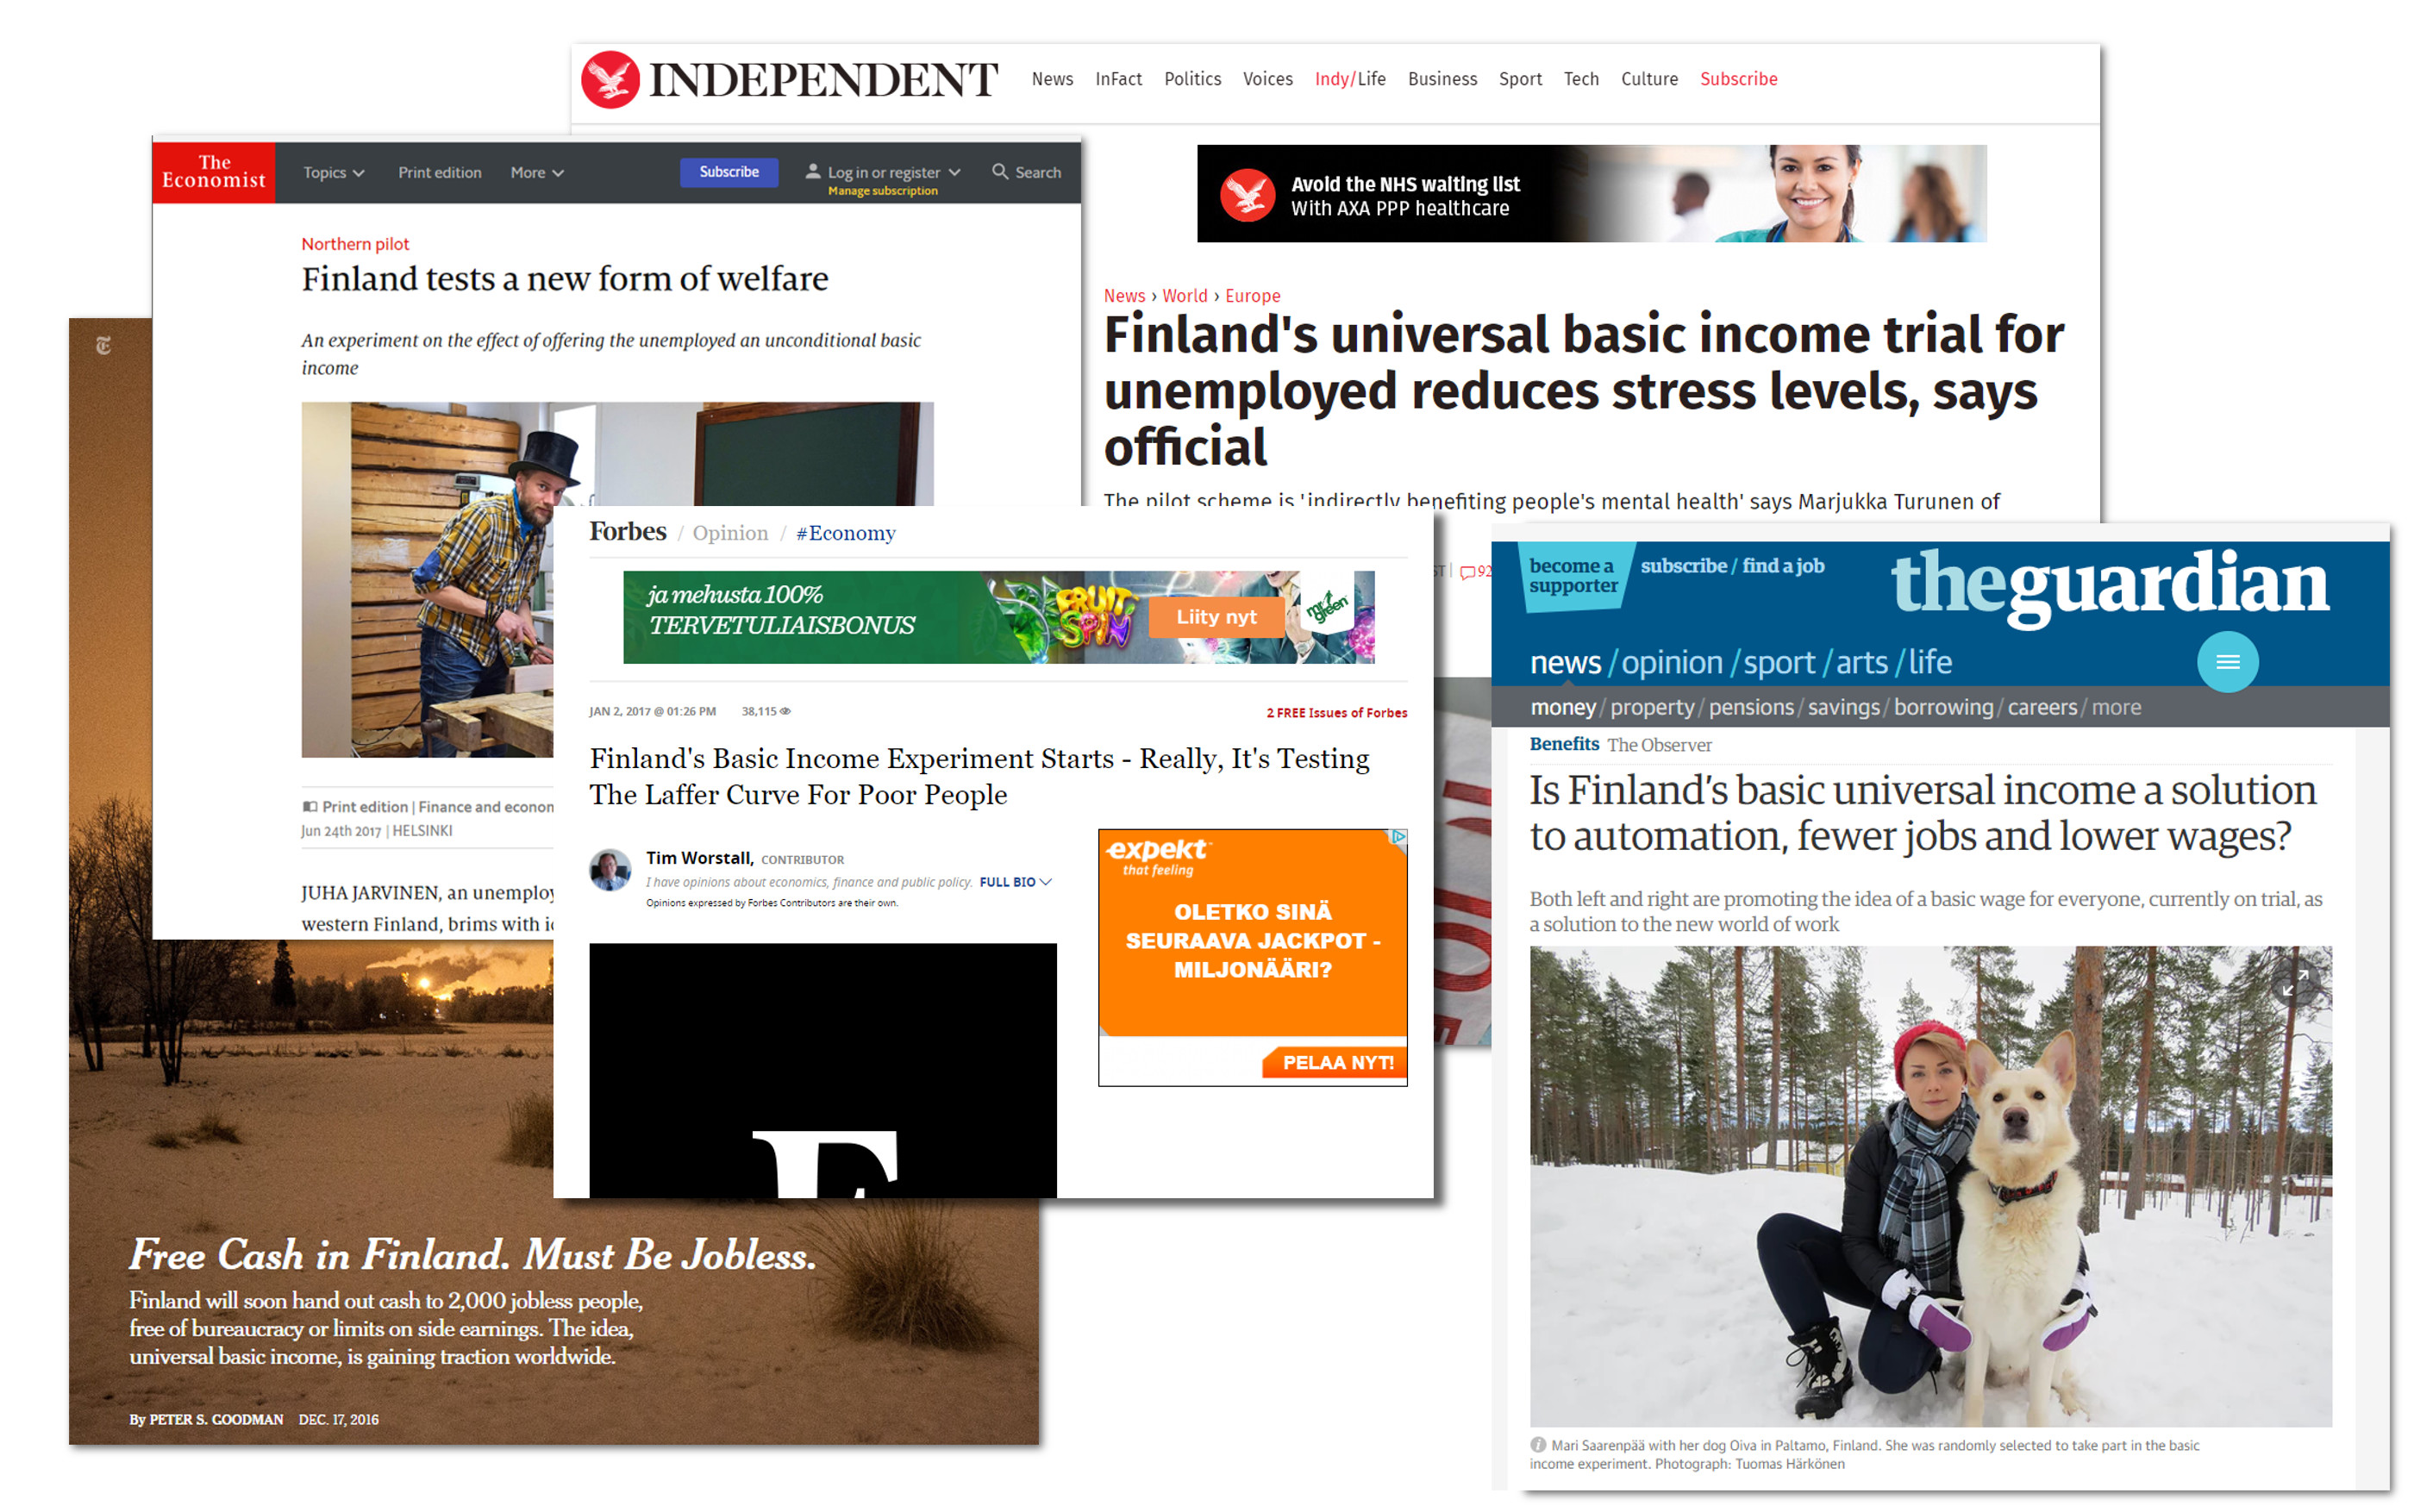 INDEPENDENT
News InFact Politics Voices Indy/Life Business Sport Tech Culture Subscribe
Avoid the NHS waiting list
With AXA PPP healthcare
News › World › Europe
Finland's universal basic income trial for
unemployed reduces stress levels, says
official
The pilot scheme is 'indirectly benefiting people's mental health' says Marjukka Turunen of
92
The
Economist
Topics Print edition More Subscribe Log in or register Search
Manage subscription
Northern pilot
Finland tests a new form of welfare
An experiment on the effect of offering the unemployed an unconditional basic
income
Print edition | Finance and econon
Jun 24th 2017 | HELSINKI
JUHA JARVINEN, an unemploy
western Finland, brims with i
Forbes / Opinion / #Economy
ja mehusta 100%
TERVETULIAISBONUS
FRUIT
SPIN
Liity nyt
mr green
JAN 2, 2017 @ 01:26 PM 38,115
2 FREE Issues of Forbes
Finland's Basic Income Experiment Starts - Really, It's Testing
The Laffer Curve For Poor People
Tim Worstall, CONTRIBUTOR
I have opinions about economics, finance and public policy. FULL BIO
Opinions expressed by Forbes Contributors are their own.
expekt
that feeling
OLETKO SINÄ
SEURAAVA JACKPOT -
MILJONÄÄRI?
PELAA NYT!
become a
supporter
subscribe / find a job
theguardian
news / opinion / sport / arts / life
money / property / pensions / savings / borrowing / careers / more
Benefits The Observer
Is Finland’s basic universal income a solution
to automation, fewer jobs and lower wages?
Both left and right are promoting the idea of a basic wage for everyone, currently on trial, as
a solution to the new world of work
Mari Saarenpää with her dog Oiva in Paltamo, Finland. She was randomly selected to take part in the basic
income experiment. Photograph: Tuomas Härkönen
Free Cash in Finland. Must Be Jobless.
Finland will soon hand out cash to 2,000 jobless people,
free of bureaucracy or limits on side earnings. The idea,
universal basic income, is gaining traction worldwide.
By PETER S. GOODMAN DEC. 17, 2016